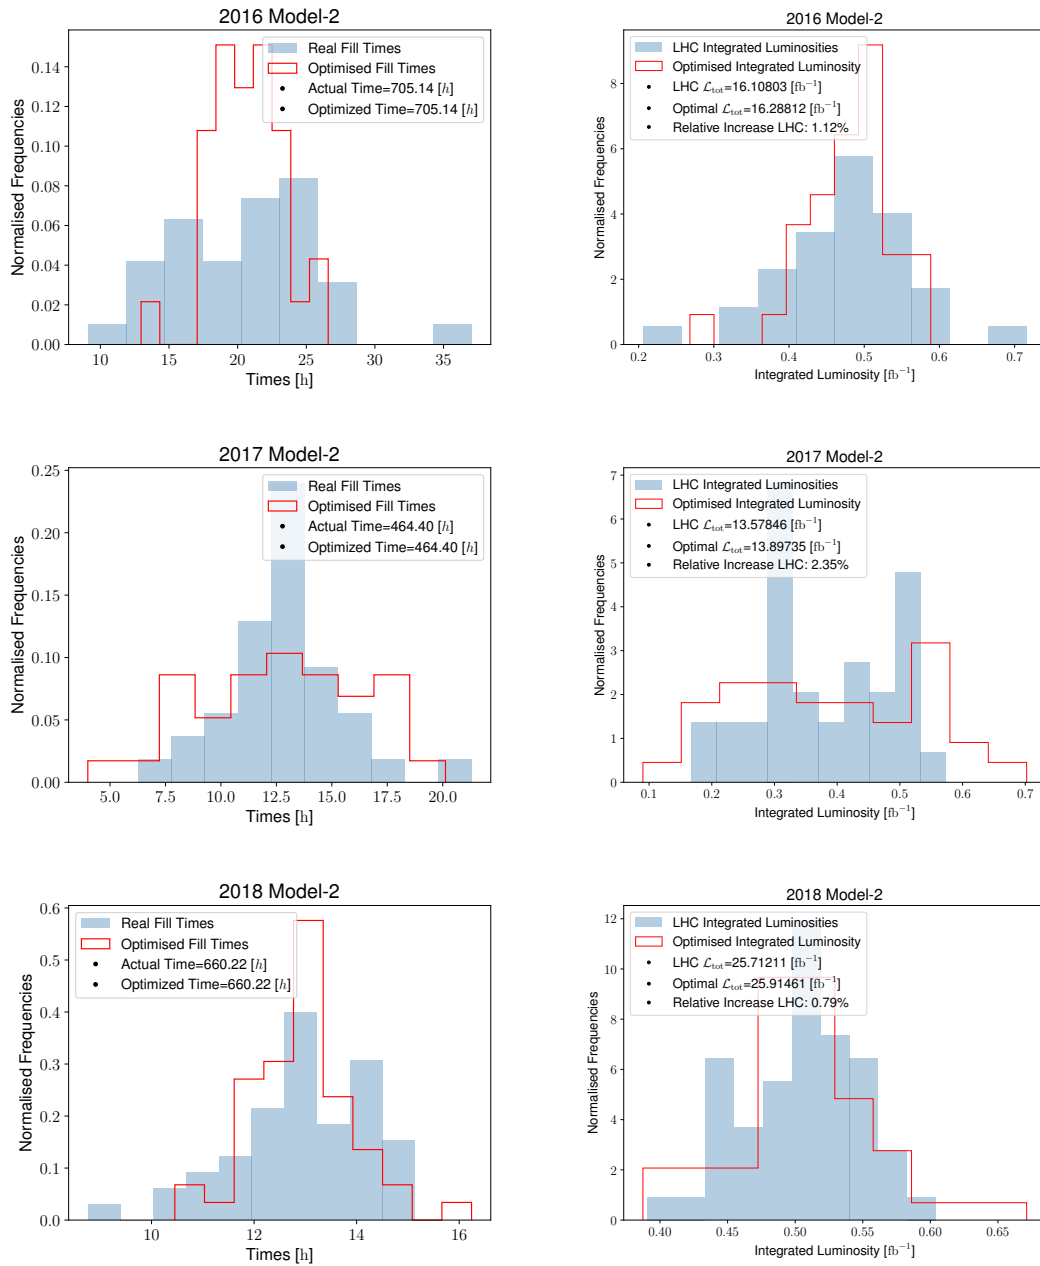 2016 Model-2
Real Fill Times
Optimised Fill Times
Actual Time=705.14 [h]
Optimized Time=705.14 [h]
0.14
0.12
0.10
0.08
0.06
0.04
0.02
0.00
Normalised Frequencies
10 15 20 25 30 35
Times [h]
2016 Model-2
LHC Integrated Luminosities
Optimised Integrated Luminosity
LHC ℒtot=16.10803 [fb⁻¹]
Optimal ℒtot=16.28812 [fb⁻¹]
Relative Increase LHC: 1.12%
8
6
4
2
0
Normalised Frequencies
0.2 0.3 0.4 0.5 0.6 0.7
Integrated Luminosity [fb⁻¹]
2017 Model-2
Real Fill Times
Optimised Fill Times
Actual Time=464.40 [h]
Optimized Time=464.40 [h]
0.25
0.20
0.15
0.10
0.05
0.00
Normalised Frequencies
5.0 7.5 10.0 12.5 15.0 17.5 20.0
Times [h]
2017 Model-2
LHC Integrated Luminosities
Optimised Integrated Luminosity
LHC ℒtot=13.57846 [fb⁻¹]
Optimal ℒtot=13.89735 [fb⁻¹]
Relative Increase LHC: 2.35%
7
6
5
4
3
2
1
0
Normalised Frequencies
0.1 0.2 0.3 0.4 0.5 0.6 0.7
Integrated Luminosity [fb⁻¹]
2018 Model-2
Real Fill Times
Optimised Fill Times
Actual Time=660.22 [h]
Optimized Time=660.22 [h]
0.6
0.5
0.4
0.3
0.2
0.1
0.0
Normalised Frequencies
10 12 14 16
Times [h]
2018 Model-2
LHC Integrated Luminosities
Optimised Integrated Luminosity
LHC ℒtot=25.71211 [fb⁻¹]
Optimal ℒtot=25.91461 [fb⁻¹]
Relative Increase LHC: 0.79%
12
10
8
6
4
2
0
Normalised Frequencies
0.40 0.45 0.50 0.55 0.60 0.65
Integrated Luminosity [fb⁻¹]